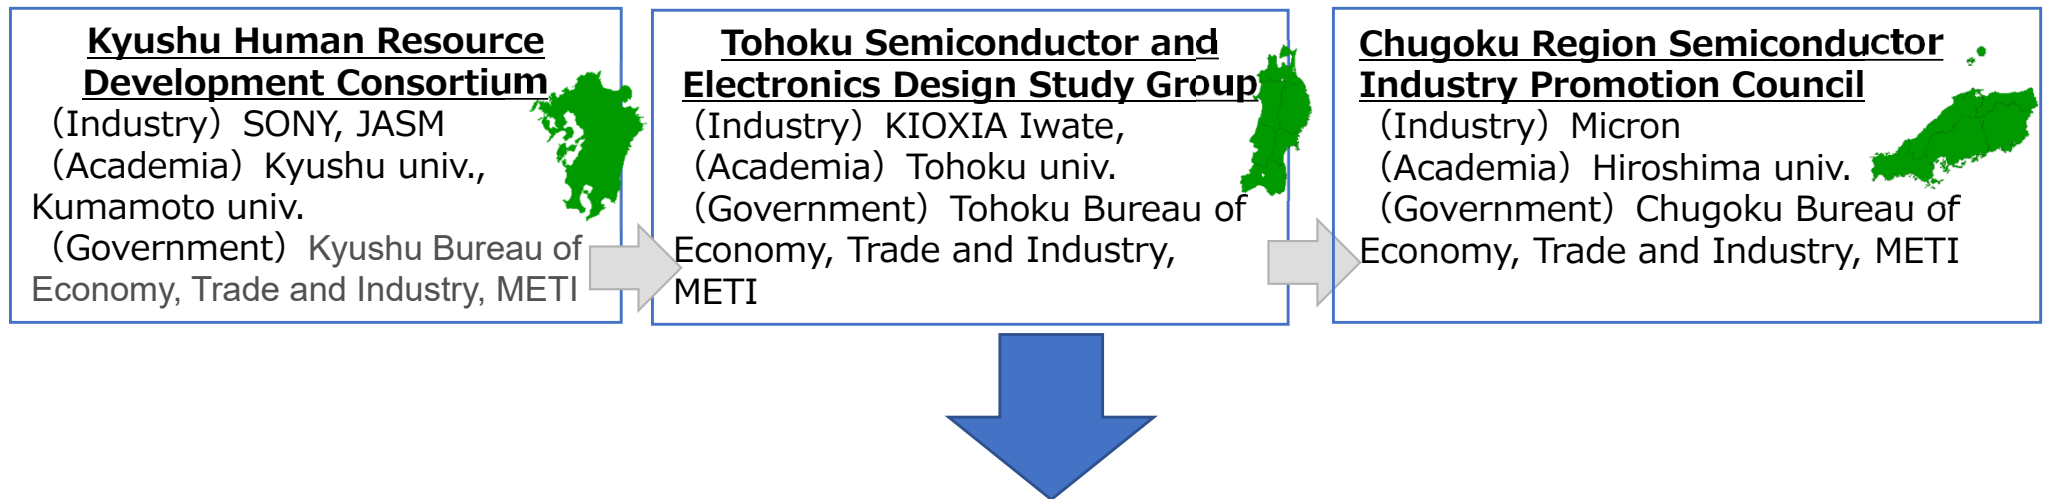 Kyushu Human Resource
Development Consortium
（Industry）SONY, JASM
（Academia）Kyushu univ.,
Kumamoto univ.
（Government）Kyushu Bureau of
Economy, Trade and Industry, METI
Tohoku Semiconductor and
Electronics Design Study Group
（Industry）KIOXIA Iwate,
（Academia）Tohoku univ.
（Government）Tohoku Bureau of
Economy, Trade and Industry,
METI
Chugoku Region Semiconductor
Industry Promotion Council
（Industry）Micron
（Academia）Hiroshima univ.
（Government）Chugoku Bureau of
Economy, Trade and Industry, METI